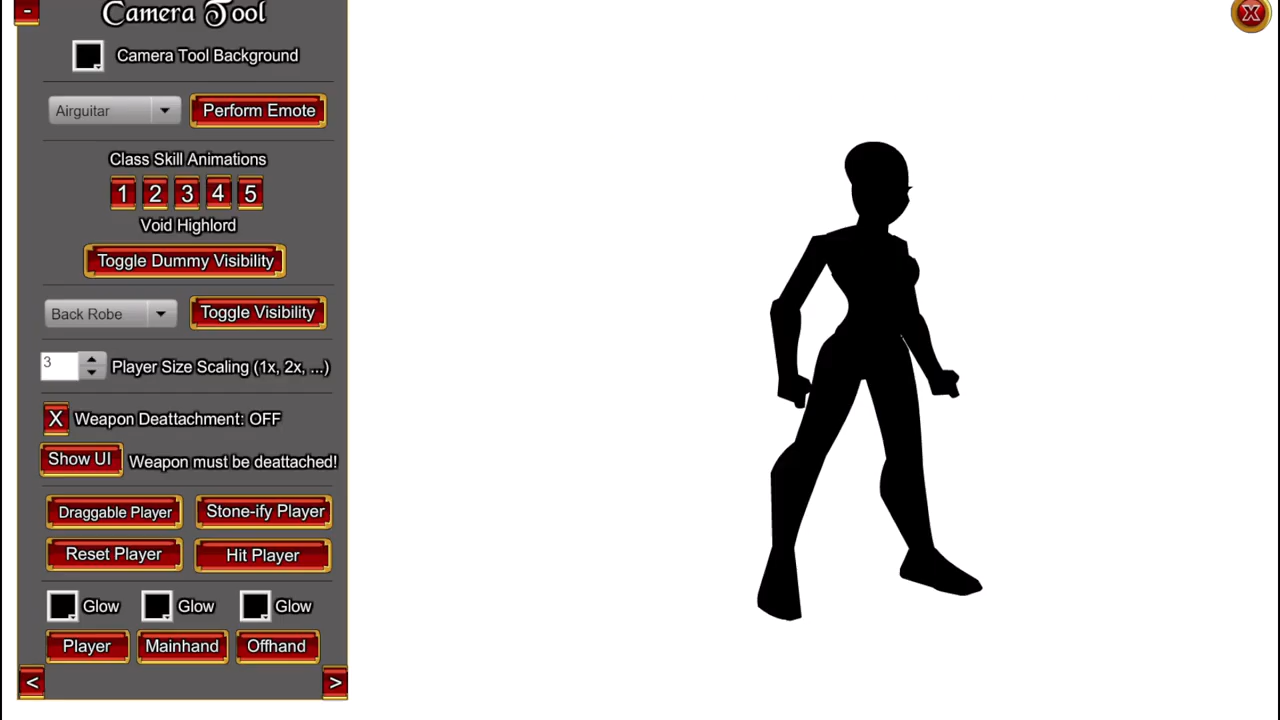 -
Camera Tool
X
Camera Tool Background
Airguitar
Perform Emote
Class Skill Animations
1 2 3 4 5
Void Highlord
Toggle Dummy Visibility
Back Robe
Toggle Visibility
3
Player Size Scaling (1x, 2x, ...)
X
Weapon Deattachment: OFF
Show UI
Weapon must be deattached!
Draggable Player
Stone-ify Player
Reset Player
Hit Player
Glow
Glow
Glow
Player
Mainhand
Offhand
<
>